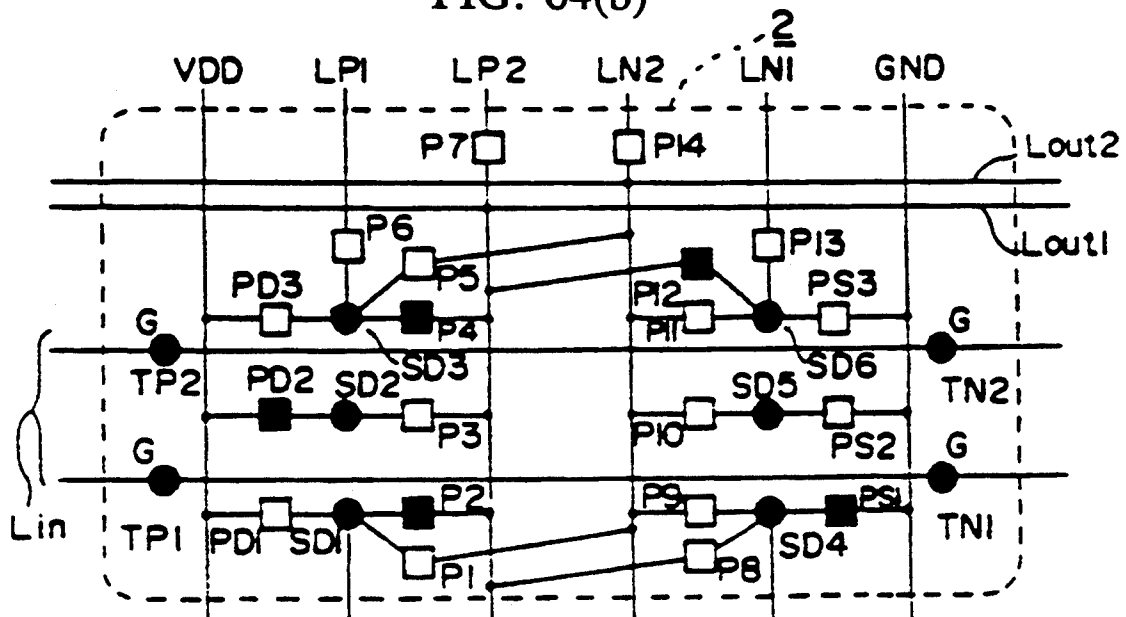 FIG. 64(b)
2
VDD LP1 LP2 LN2 LN1 GND
P7 P14 Lout2
P6 P5 P13 Lout1
PD3 P4 P12 P11 PS3
G SD3 SD6 G
TP2 PD2 SD2 P3 P10 SD5 PS2 TN2
G G
Lin TP1 PD1 SD1 P2 P1 P9 P8 SD4 PS1 TN1